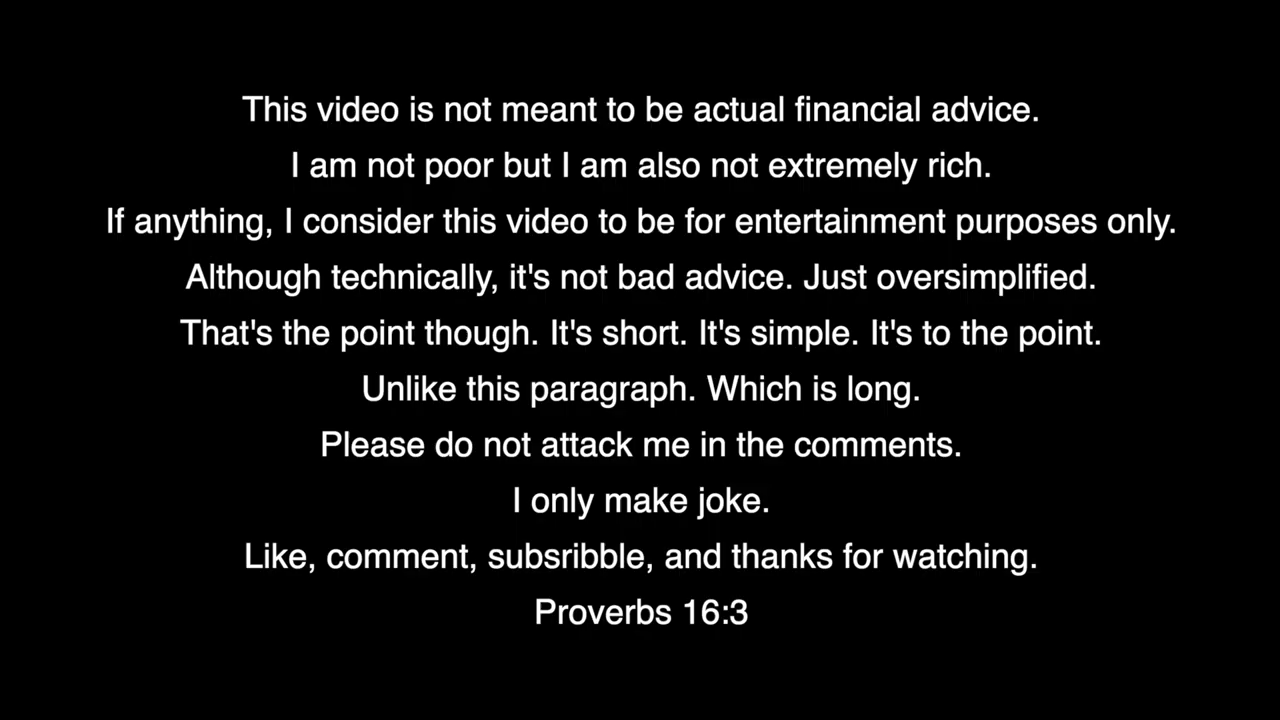 This video is not meant to be actual financial advice.
I am not poor but I am also not extremely rich.
If anything, I consider this video to be for entertainment purposes only.
Although technically, it's not bad advice. Just oversimplified.
That's the point though. It's short. It's simple. It's to the point.
Unlike this paragraph. Which is long.
Please do not attack me in the comments.
I only make joke.
Like, comment, subsribble, and thanks for watching.
Proverbs 16:3